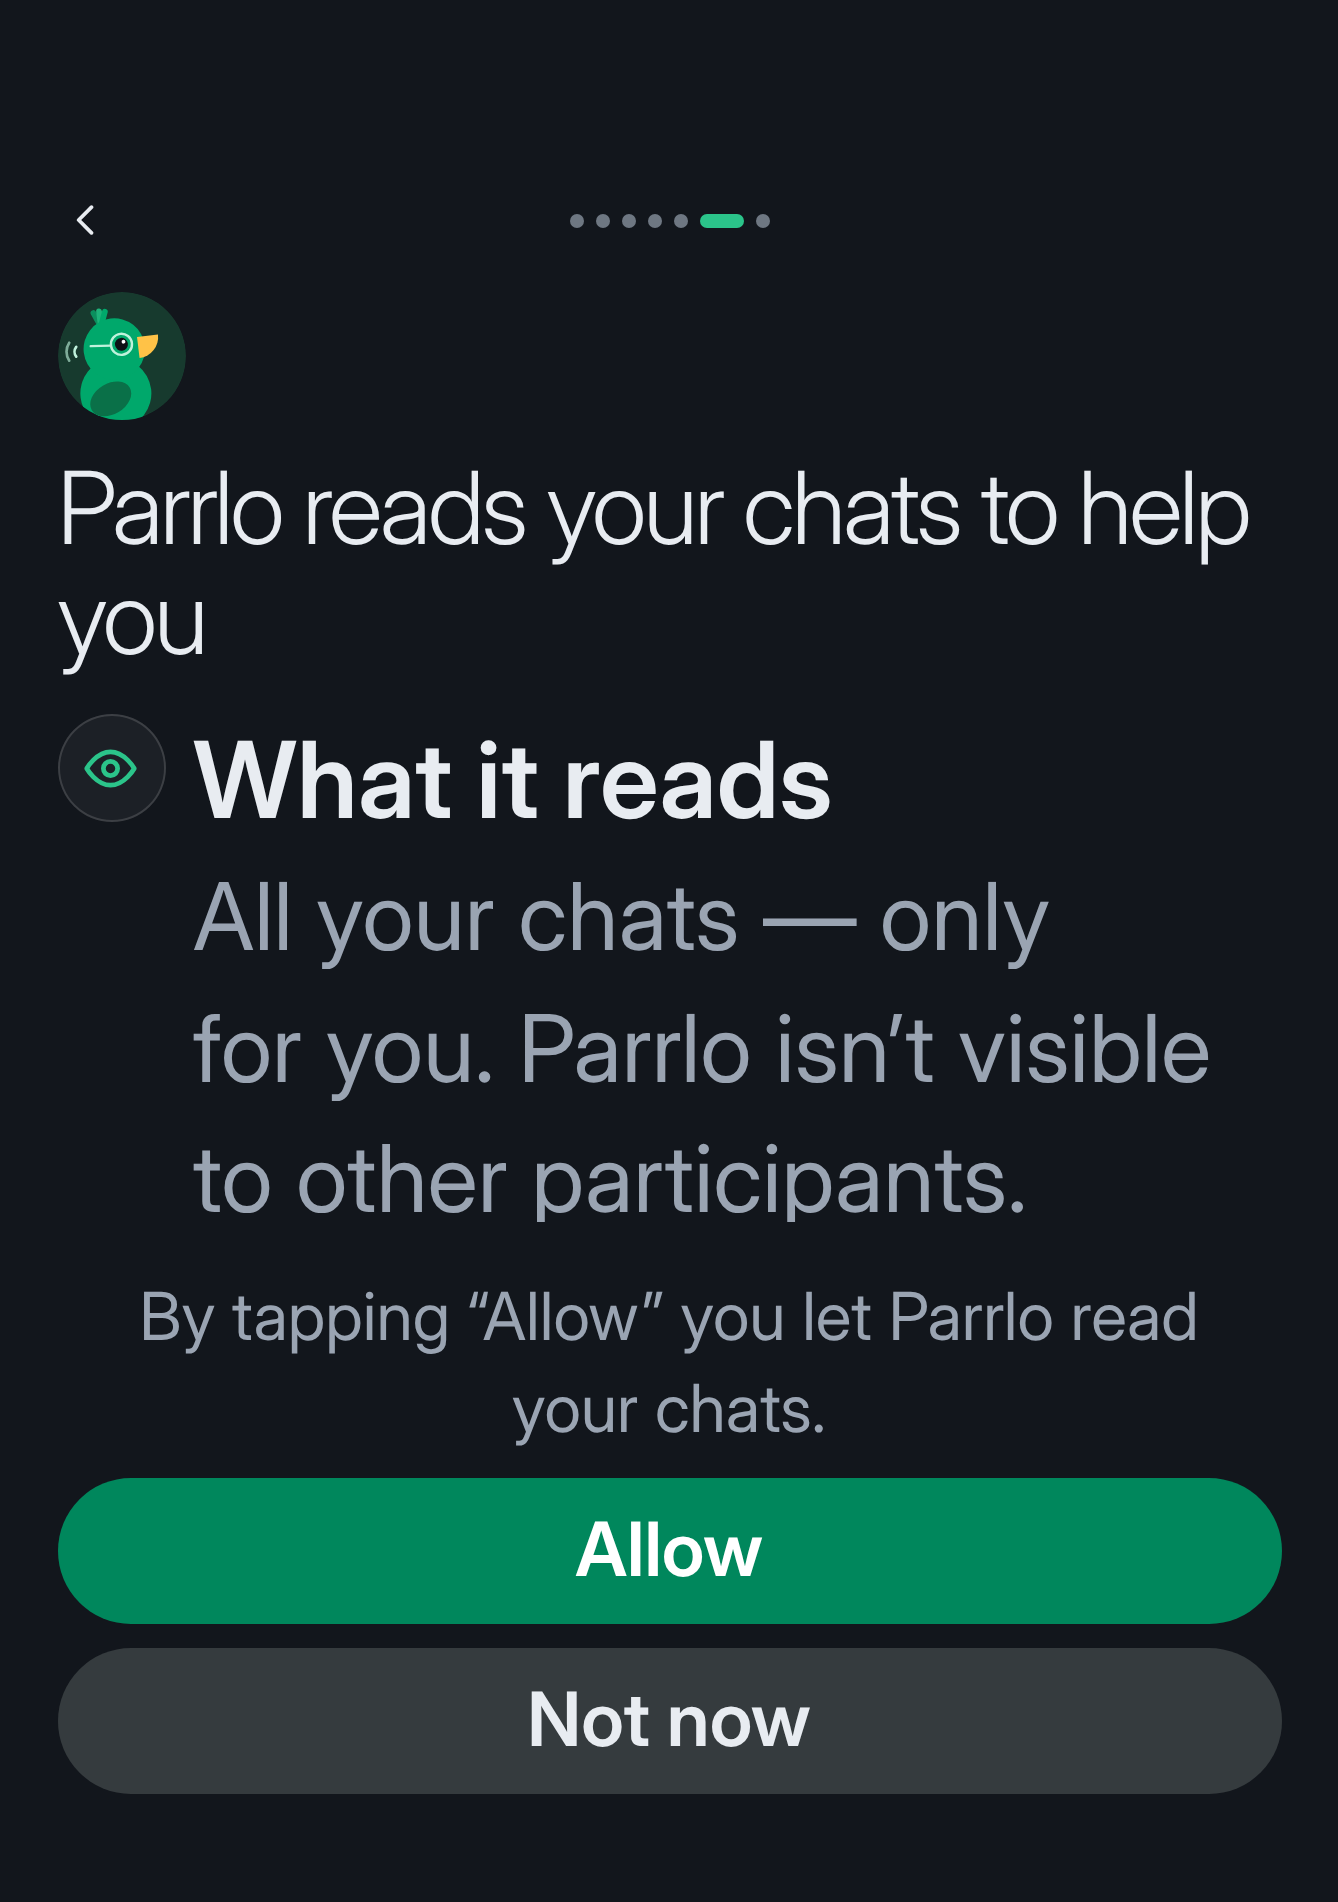 Parrlo reads your chats to help
you
What it reads
All your chats — only
for you. Parrlo isn’t visible
to other participants.
By tapping “Allow” you let Parrlo read
your chats.
Allow
Not now